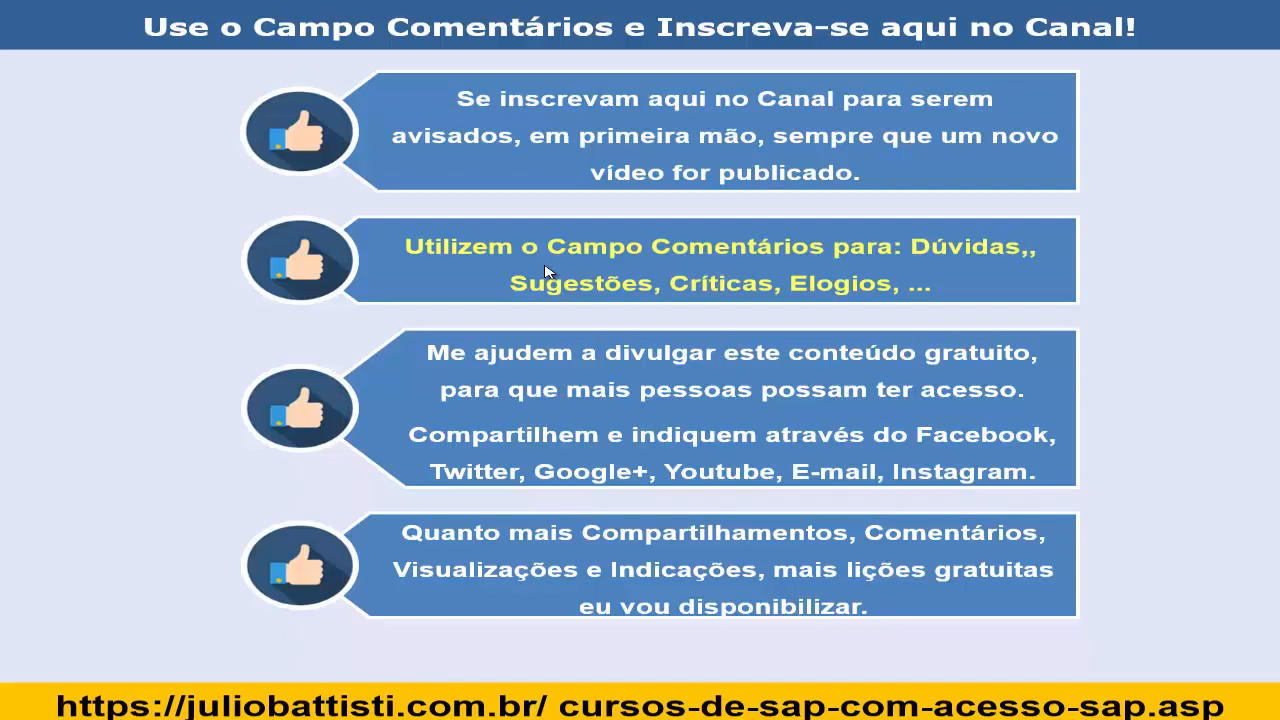 Use o Campo Comentários e Inscreva-se aqui no Canal!
Se inscrevam aqui no Canal para serem
avisados, em primeira mão, sempre que um novo
vídeo for publicado.
Utilizem o Campo Comentários para: Dúvidas,,
Sugestões, Críticas, Elogios, ...
Me ajudem a divulgar este conteúdo gratuito,
para que mais pessoas possam ter acesso.
Compartilhem e indiquem através do Facebook,
Twitter, Google+, Youtube, E-mail, Instagram.
Quanto mais Compartilhamentos, Comentários,
Visualizações e Indicações, mais lições gratuitas
eu vou disponibilizar.
https://juliobattisti.com.br/ cursos-de-sap-com-acesso-sap.asp